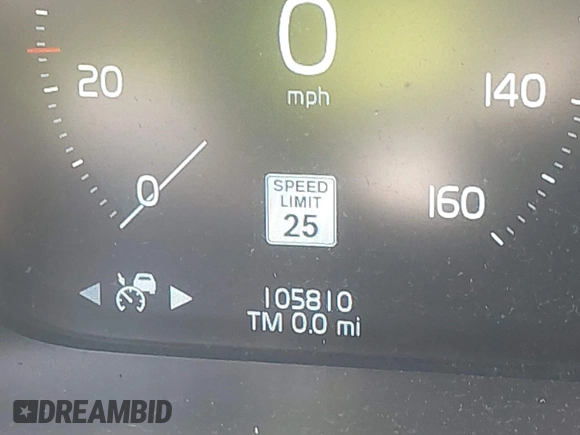 0
mph
20
140
0
160
SPEED
LIMIT
25
105810
TM 0.0 mi
DREAMBID